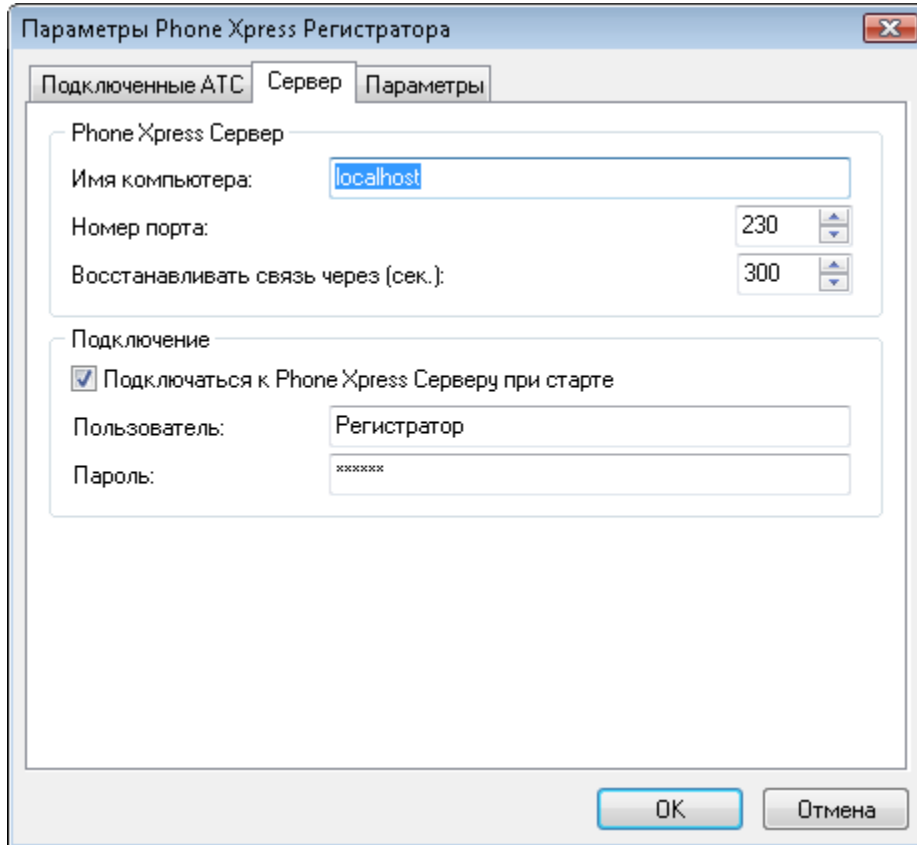 Параметры Phone Xpress Регистратора
Подключенные АТС Сервер Параметры
Phone Xpress Сервер
Имя компьютера: localhost
Номер порта: 230
Восстанавливать связь через (сек.): 300
Подключение
Подключаться к Phone Xpress Серверу при старте
Пользователь: Регистратор
Пароль: ××××××
OK Отмена